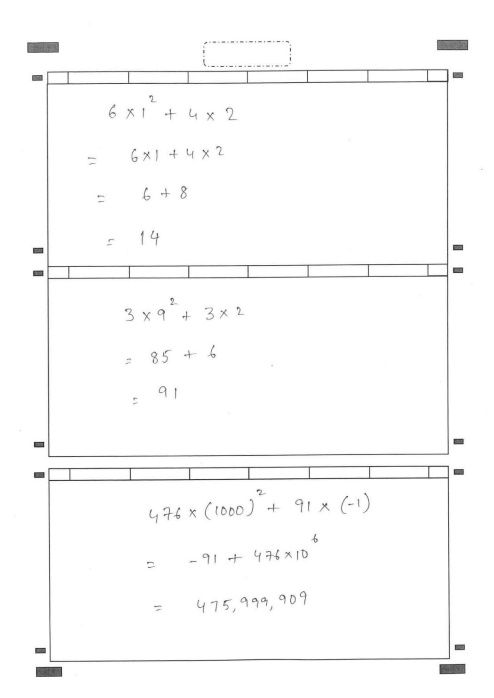 6 × 1² + 4 × 2
= 6×1 + 4 × 2
= 6 + 8
= 14
3 × 9² + 3 × 2
= 85 + 6
= 91
476 × (1000)² + 91 × (-1)
= -91 + 476×10⁶
= 475,999,909